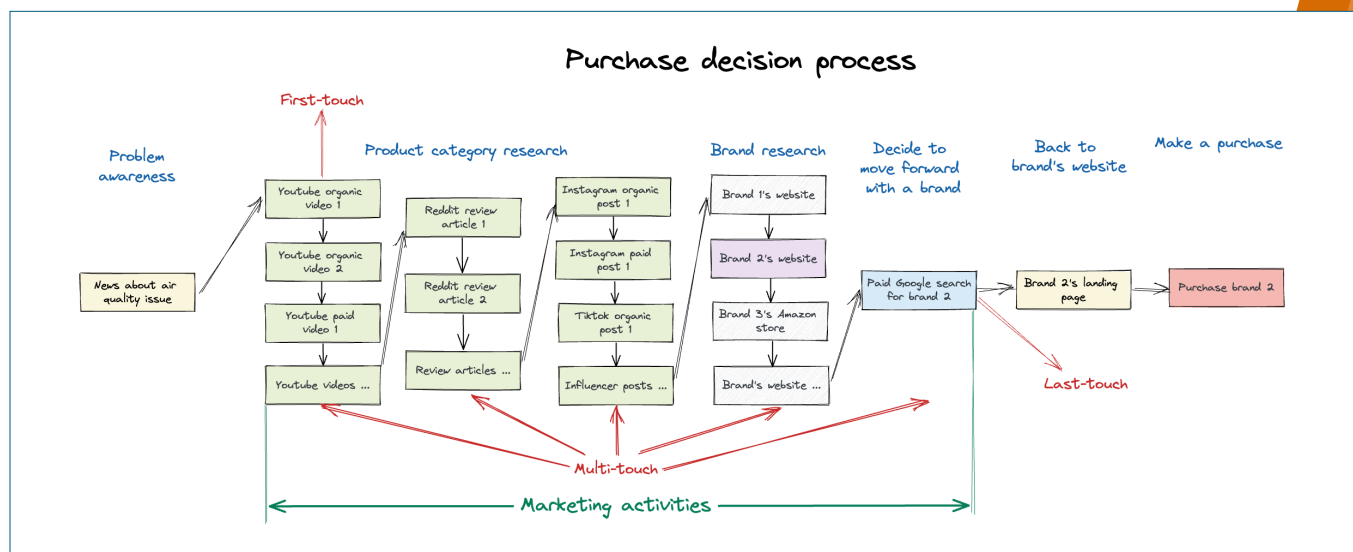 Purchase decision process
First-touch
Problem
awareness
Product category research
Brand research
Decide to
move forward
with a brand
Back to
brand's website
Make a purchase
News about air
quality issue
Youtube organic
video 1
Youtube organic
video 2
Youtube paid
video 1
Youtube videos ...
Reddit review
article 1
Reddit review
article 2
Review articles ...
Instagram organic
post 1
Instagram paid
post 1
Tiktok organic
post 1
Influencer posts ...
Brand 1's website
Brand 2's website
Brand 3's Amazon
store
Brand's website ...
Paid Google search
for brand 2
Brand 2's landing
page
Purchase brand 2
Last-touch
Multi-touch
Marketing activities